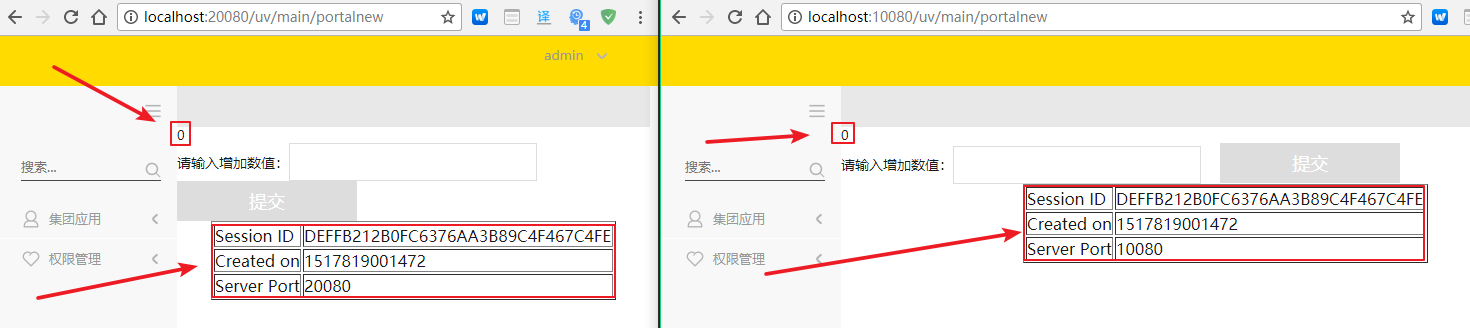 localhost:20080/uv/main/portalnew
译
4
admin
0
搜索...
请输入增加数值:
提交
集团应用
Session ID DEFFB212B0FC6376AA3B89C4F467C4FE
Created on 1517819001472
权限管理
Server Port 20080
localhost:10080/uv/main/portalnew
0
搜索...
请输入增加数值:
提交
Session ID DEFFB212B0FC6376AA3B89C4F467C4FE
集团应用
Created on 1517819001472
Server Port 10080
权限管理